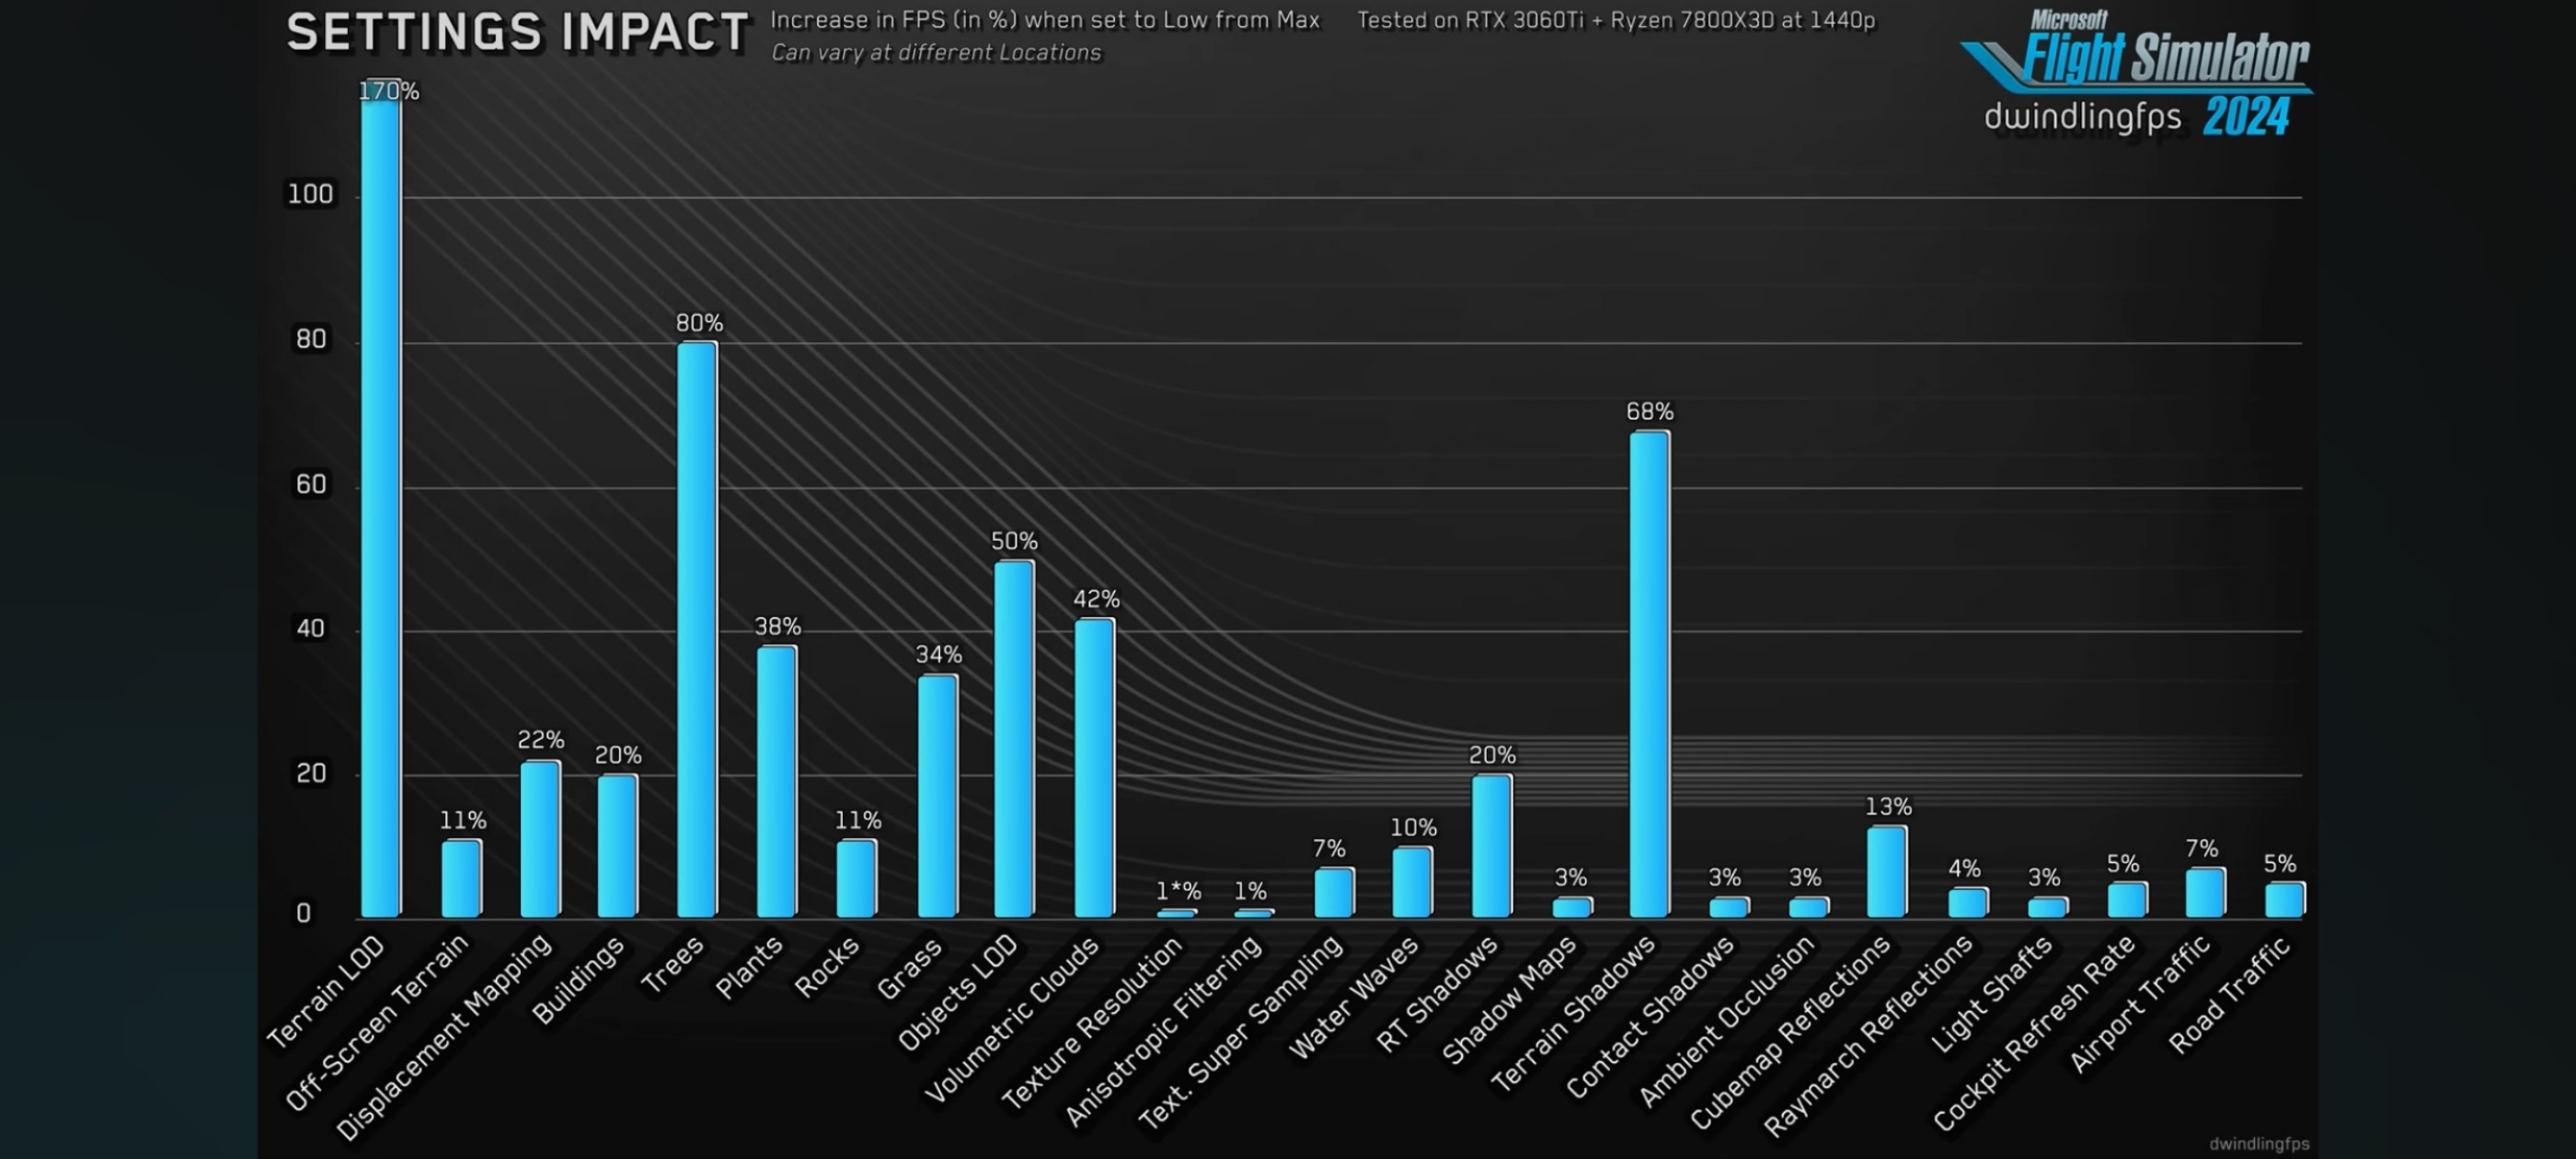 SETTINGS IMPACT
Increase in FPS (in %) when set to Low from Max
Tested on RTX 3060Ti + Ryzen 7800X3D at 1440p
Can vary at different Locations
Microsoft
Flight Simulator
dwindlingfps 2024
170%
11%
22%
20%
80%
38%
11%
34%
50%
42%
1*%
1%
7%
10%
20%
3%
68%
3%
3%
13%
4%
3%
5%
7%
5%
100
80
60
40
20
0
Terrain LOD
Off-Screen Terrain
Displacement Mapping
Buildings
Trees
Plants
Rocks
Grass
Objects LOD
Volumetric Clouds
Texture Resolution
Anisotropic Filtering
Text. Super Sampling
Water Waves
RT Shadows
Shadow Maps
Terrain Shadows
Contact Shadows
Ambient Occlusion
Cubemap Reflections
Raymarch Reflections
Light Shafts
Cockpit Refresh Rate
Airport Traffic
Road Traffic
dwindlingfps